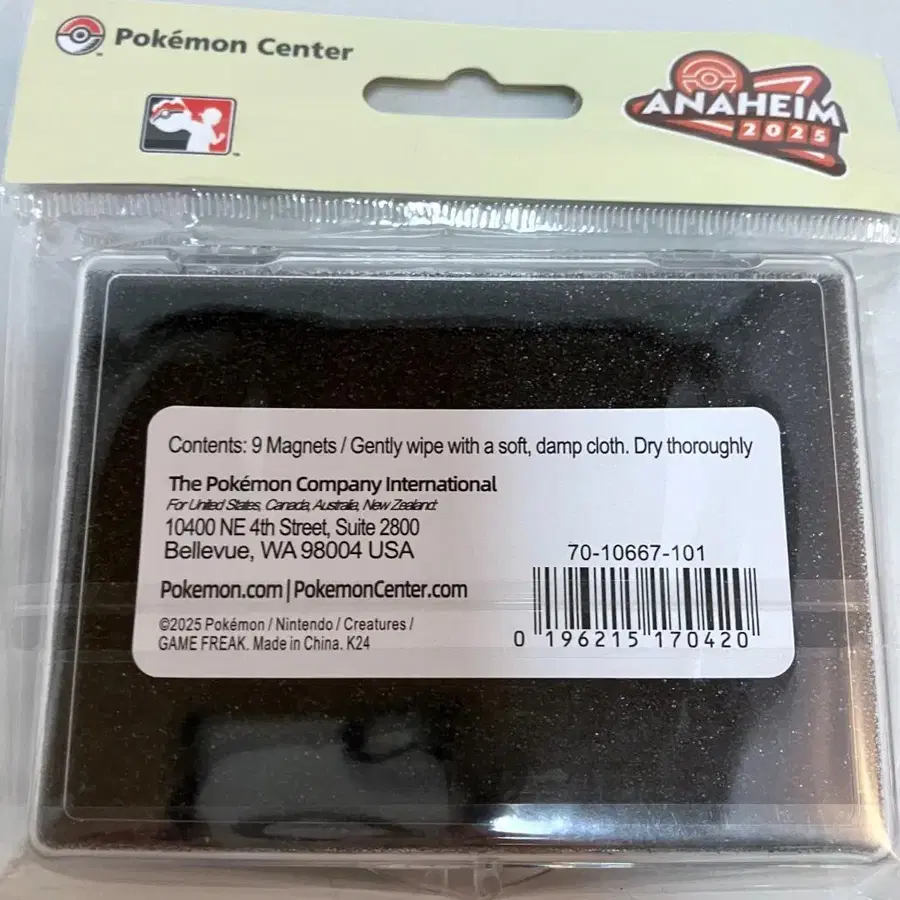 Pokémon Center
ANAHEIM
2025
Contents: 9 Magnets / Gently wipe with a soft, damp cloth. Dry thoroughly
The Pokémon Company International
For United States, Canada, Australia, New Zealand:
10400 NE 4th Street, Suite 2800
Bellevue, WA 98004 USA
70-10667-101
Pokemon.com | PokemonCenter.com
©2025 Pokémon / Nintendo / Creatures /
GAME FREAK. Made in China. K24
0 196215 170420